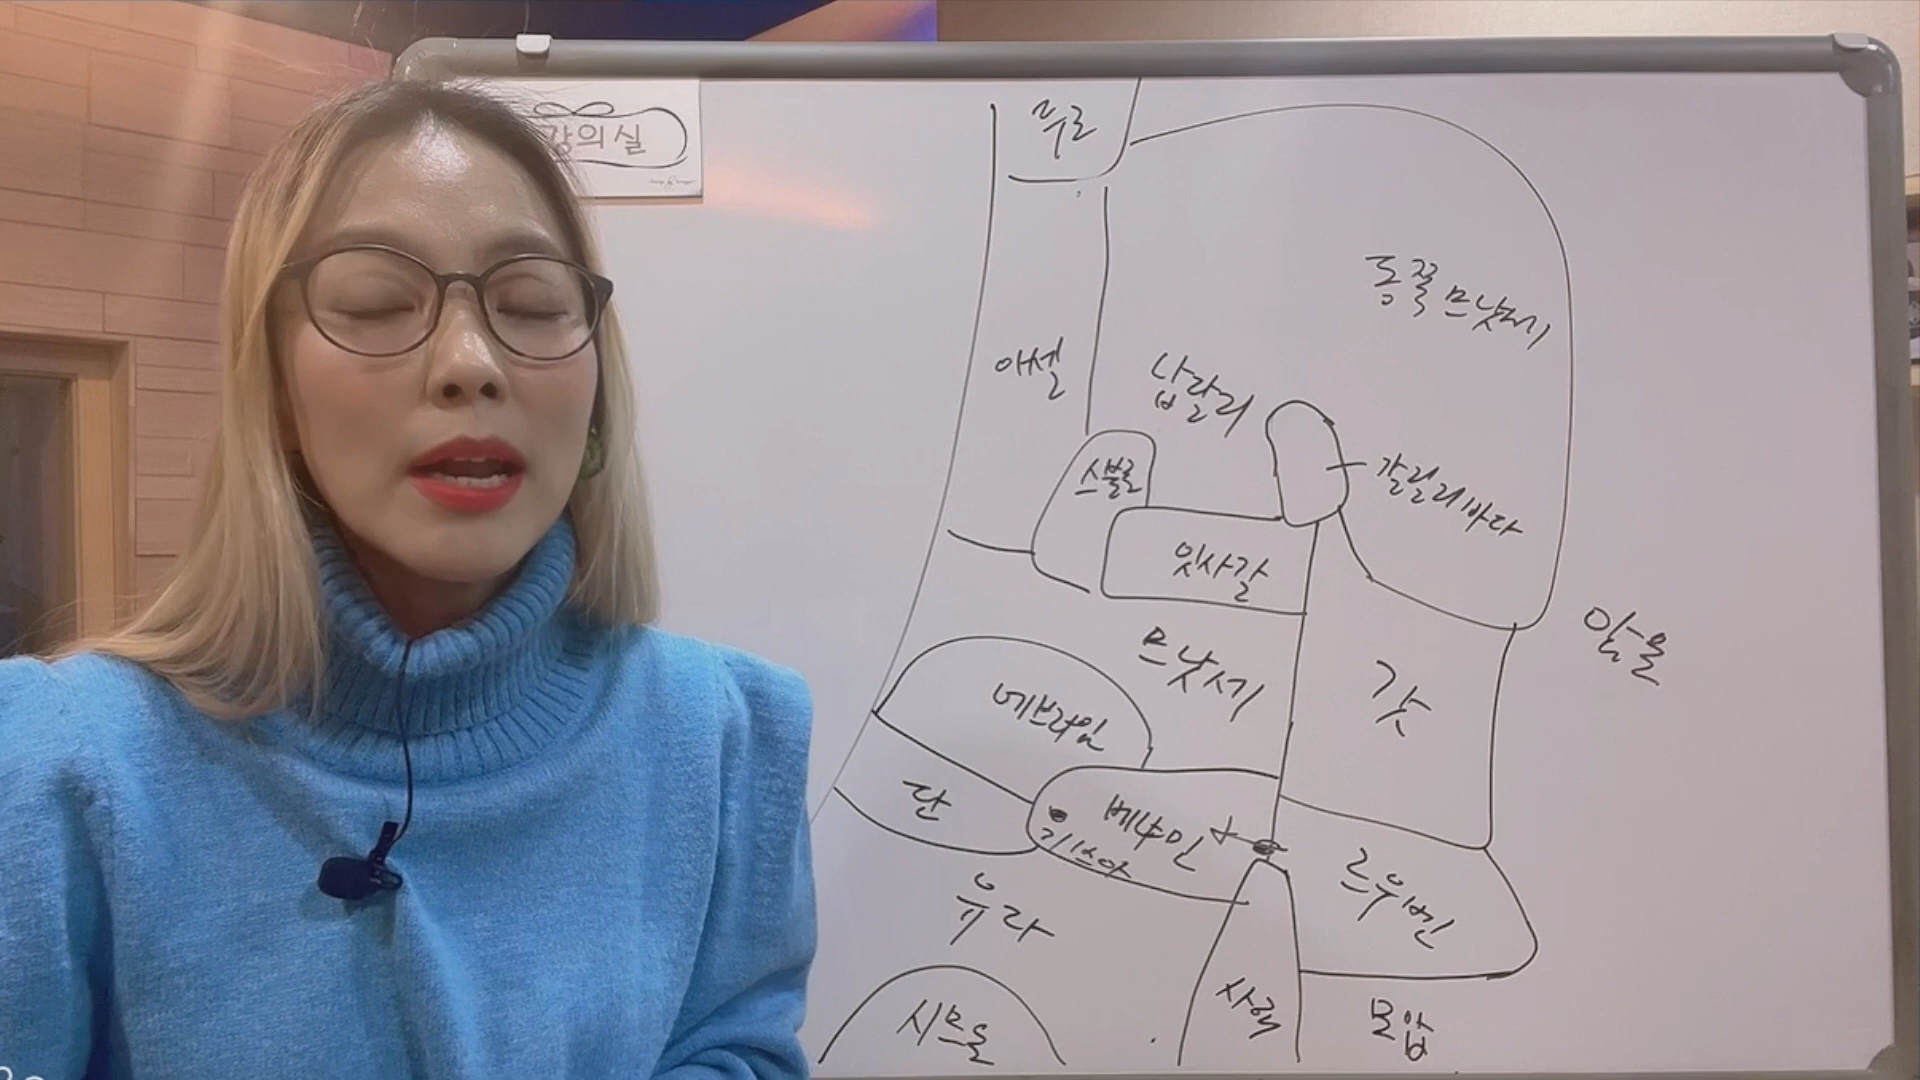 강의실
두로
동쪽 므낫세
아셀
납달리
스불론
갈릴리바다
잇사갈
암몬
므낫세
갓
에브라임
단
베냐민
기브아
르우벤
유다
사해
시므온
모압